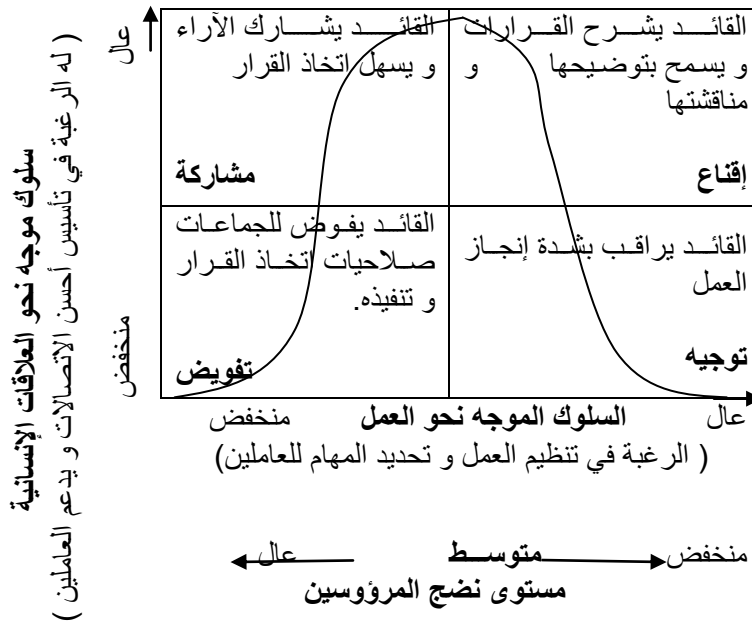 القائد يشرح القرارات
و يسمح بتوضيحها و
مناقشتها
إقناع
القائد يشارك الآراء
و يسهل اتخاذ القرار
مشاركة
القائد يراقب بشدة إنجاز
العمل
توجيه
القائد يفوض للجماعات
صلاحيات اتخاذ القرار
و تنفيذه.
تفويض
عال
منخفض
سلوك موجه نحو العلاقات الإنسانية
( له الرغبة في تأسيس أحسن الاتصالات و يدعم العاملين )
عال السلوك الموجه نحو العمل منخفض
( الرغبة في تنظيم العمل و تحديد المهام للعاملين)
منخفض متوسط عال
مستوى نضج المرؤوسين